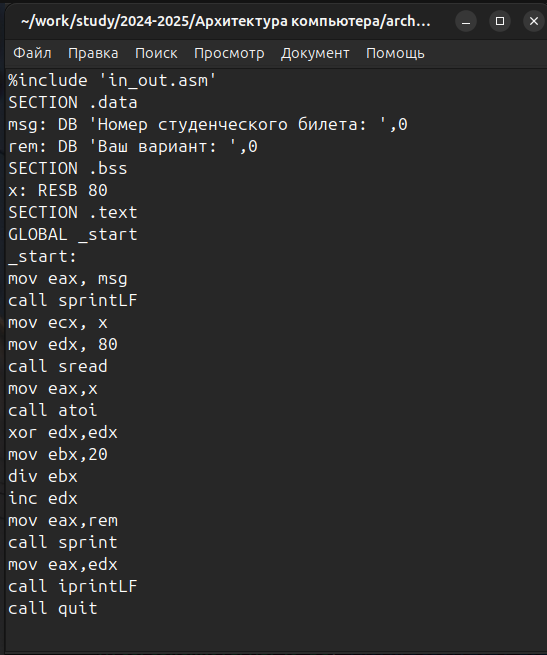 ~/work/study/2024-2025/Архитектура компьютера/arch...
Файл Правка Поиск Просмотр Документ Помощь
%include 'in_out.asm'
SECTION .data
msg: DB 'Номер студенческого билета: ',0
rem: DB 'Ваш вариант: ',0
SECTION .bss
x: RESB 80
SECTION .text
GLOBAL _start
_start:
mov eax, msg
call sprintLF
mov ecx, x
mov edx, 80
call sread
mov eax,x
call atoi
xor edx,edx
mov ebx,20
div ebx
inc edx
mov eax,rem
call sprint
mov eax,edx
call iprintLF
call quit